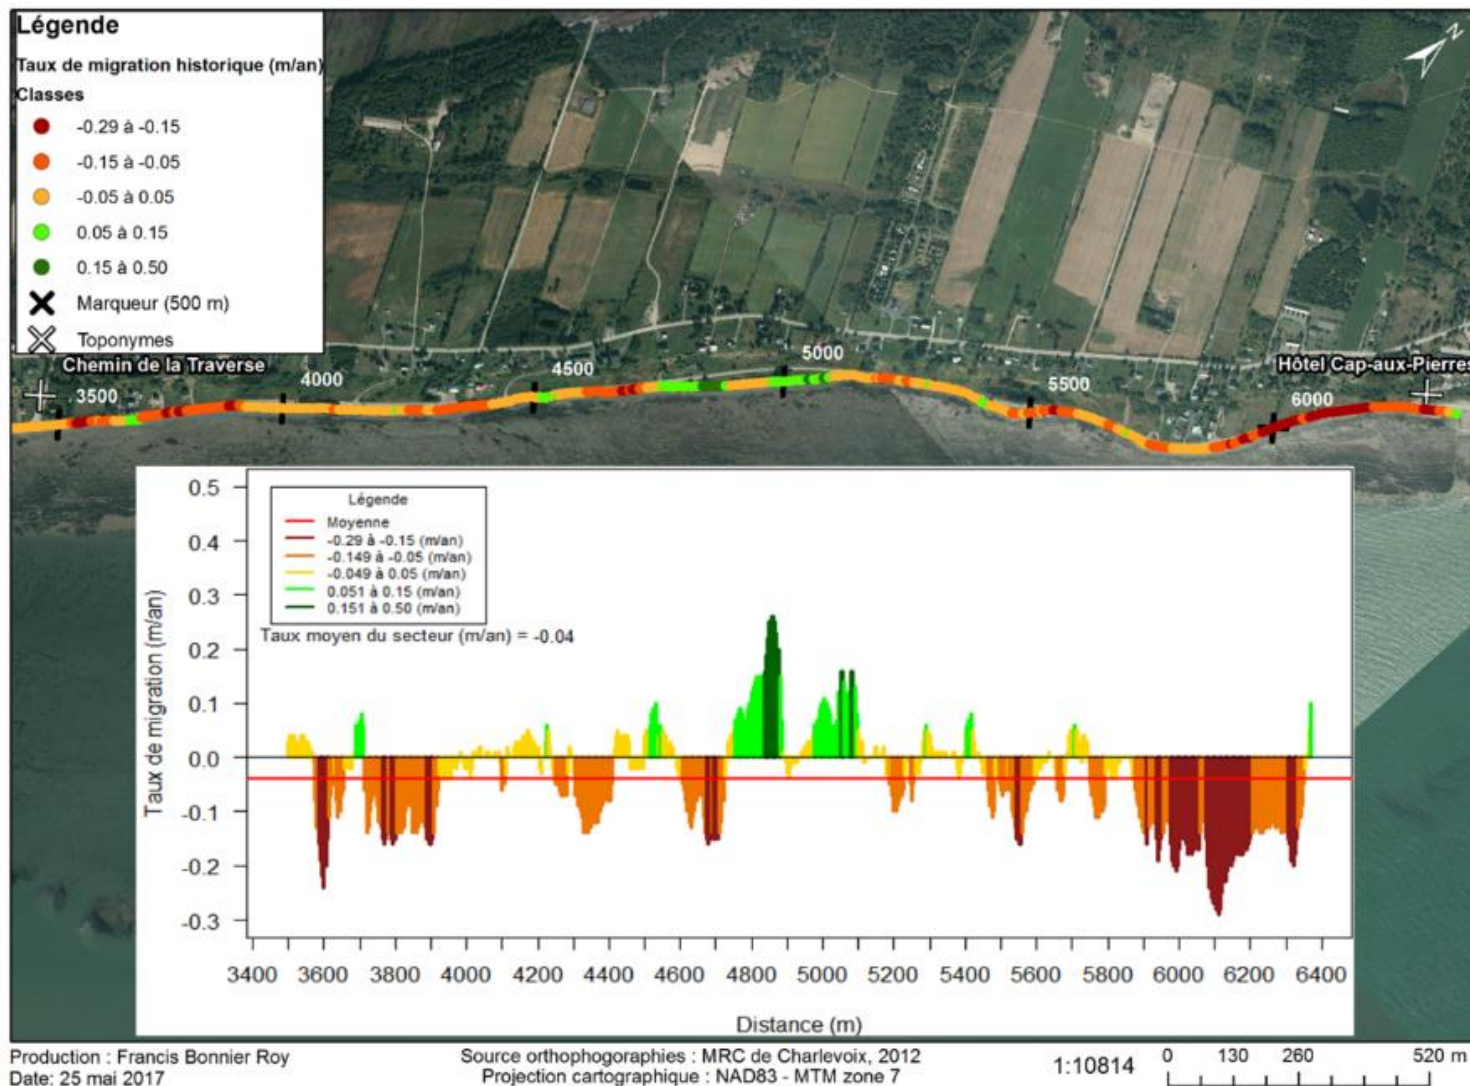 Légende
Taux de migration historique (m/an)
Classes
-0.29 à -0.15
-0.15 à -0.05
-0.05 à 0.05
0.05 à 0.15
0.15 à 0.50
Marqueur (500 m)
Toponymes
N
Chemin de la Traverse
Hôtel Cap-aux-Pierres
3500
4000
4500
5000
5500
6000
Légende
Moyenne
-0.29 à -0.15 (m/an)
-0.149 à -0.05 (m/an)
-0.049 à 0.05 (m/an)
0.051 à 0.15 (m/an)
0.151 à 0.50 (m/an)
Taux moyen du secteur (m/an) = -0.04
Taux de migration (m/an)
0.5
0.4
0.3
0.2
0.1
0.0
-0.1
-0.2
-0.3
3400 3600 3800 4000 4200 4400 4600 4800 5000 5200 5400 5600 5800 6000 6200 6400
Distance (m)
Production : Francis Bonnier Roy
Date: 25 mai 2017
Source orthophogoraphies : MRC de Charlevoix, 2012
Projection cartographique : NAD83 - MTM zone 7
1:10814
0 130 260 520 m